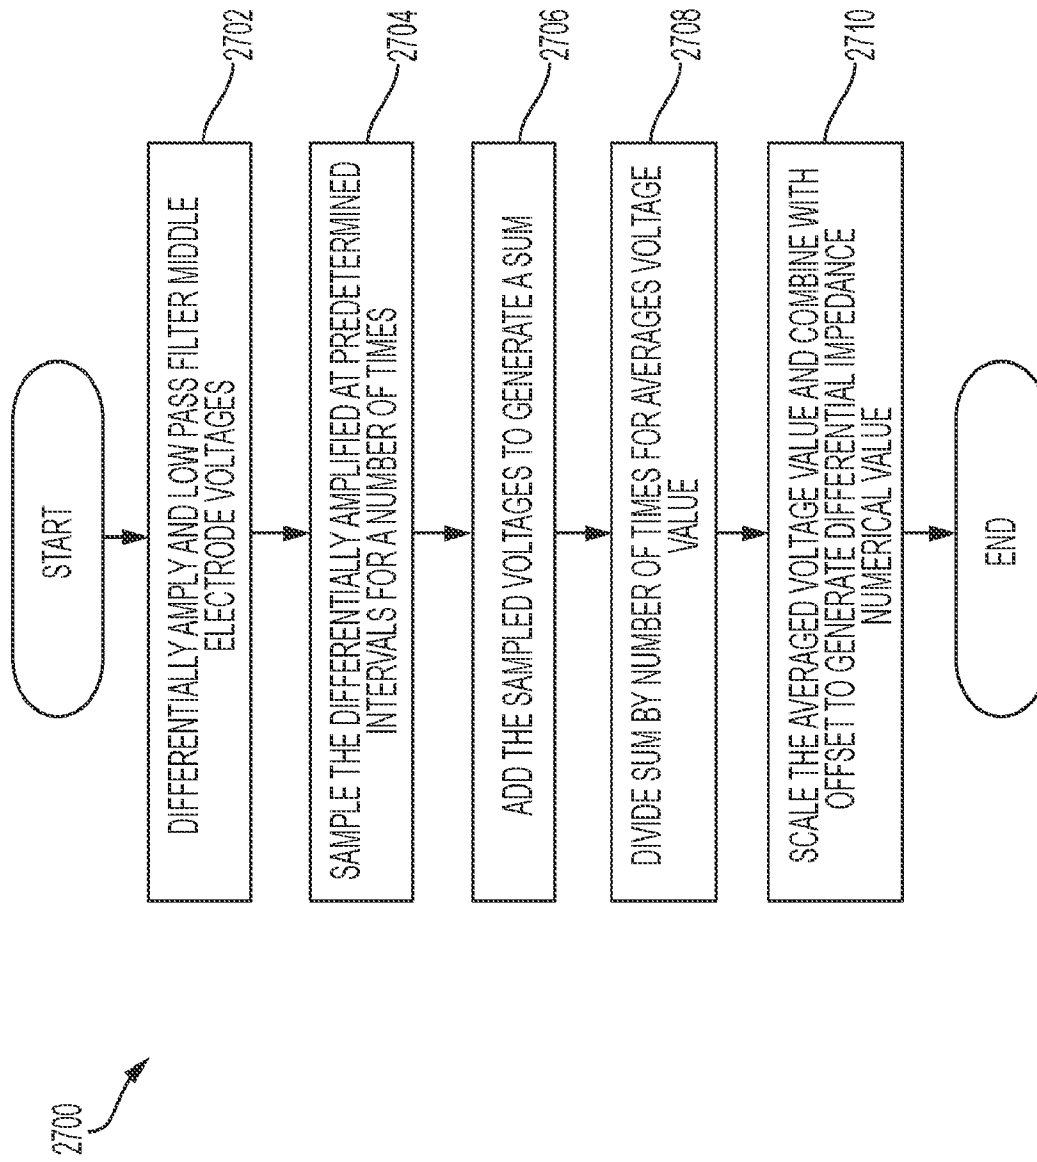 2700
START
DIFFERENTIALLY AMPLY AND LOW PASS FILTER MIDDLE
ELECTRODE VOLTAGES
2702
SAMPLE THE DIFFERENTIALLY AMPLIFIED AT PREDETERMINED
INTERVALS FOR A NUMBER OF TIMES
2704
ADD THE SAMPLED VOLTAGES TO GENERATE A SUM
2706
DIVIDE SUM BY NUMBER OF TIMES FOR AVERAGES VOLTAGE
VALUE
2708
SCALE THE AVERAGED VOLTAGE VALUE AND COMBINE WITH
OFFSET TO GENERATE DIFFERENTIAL IMPEDANCE
NUMERICAL VALUE
2710
END